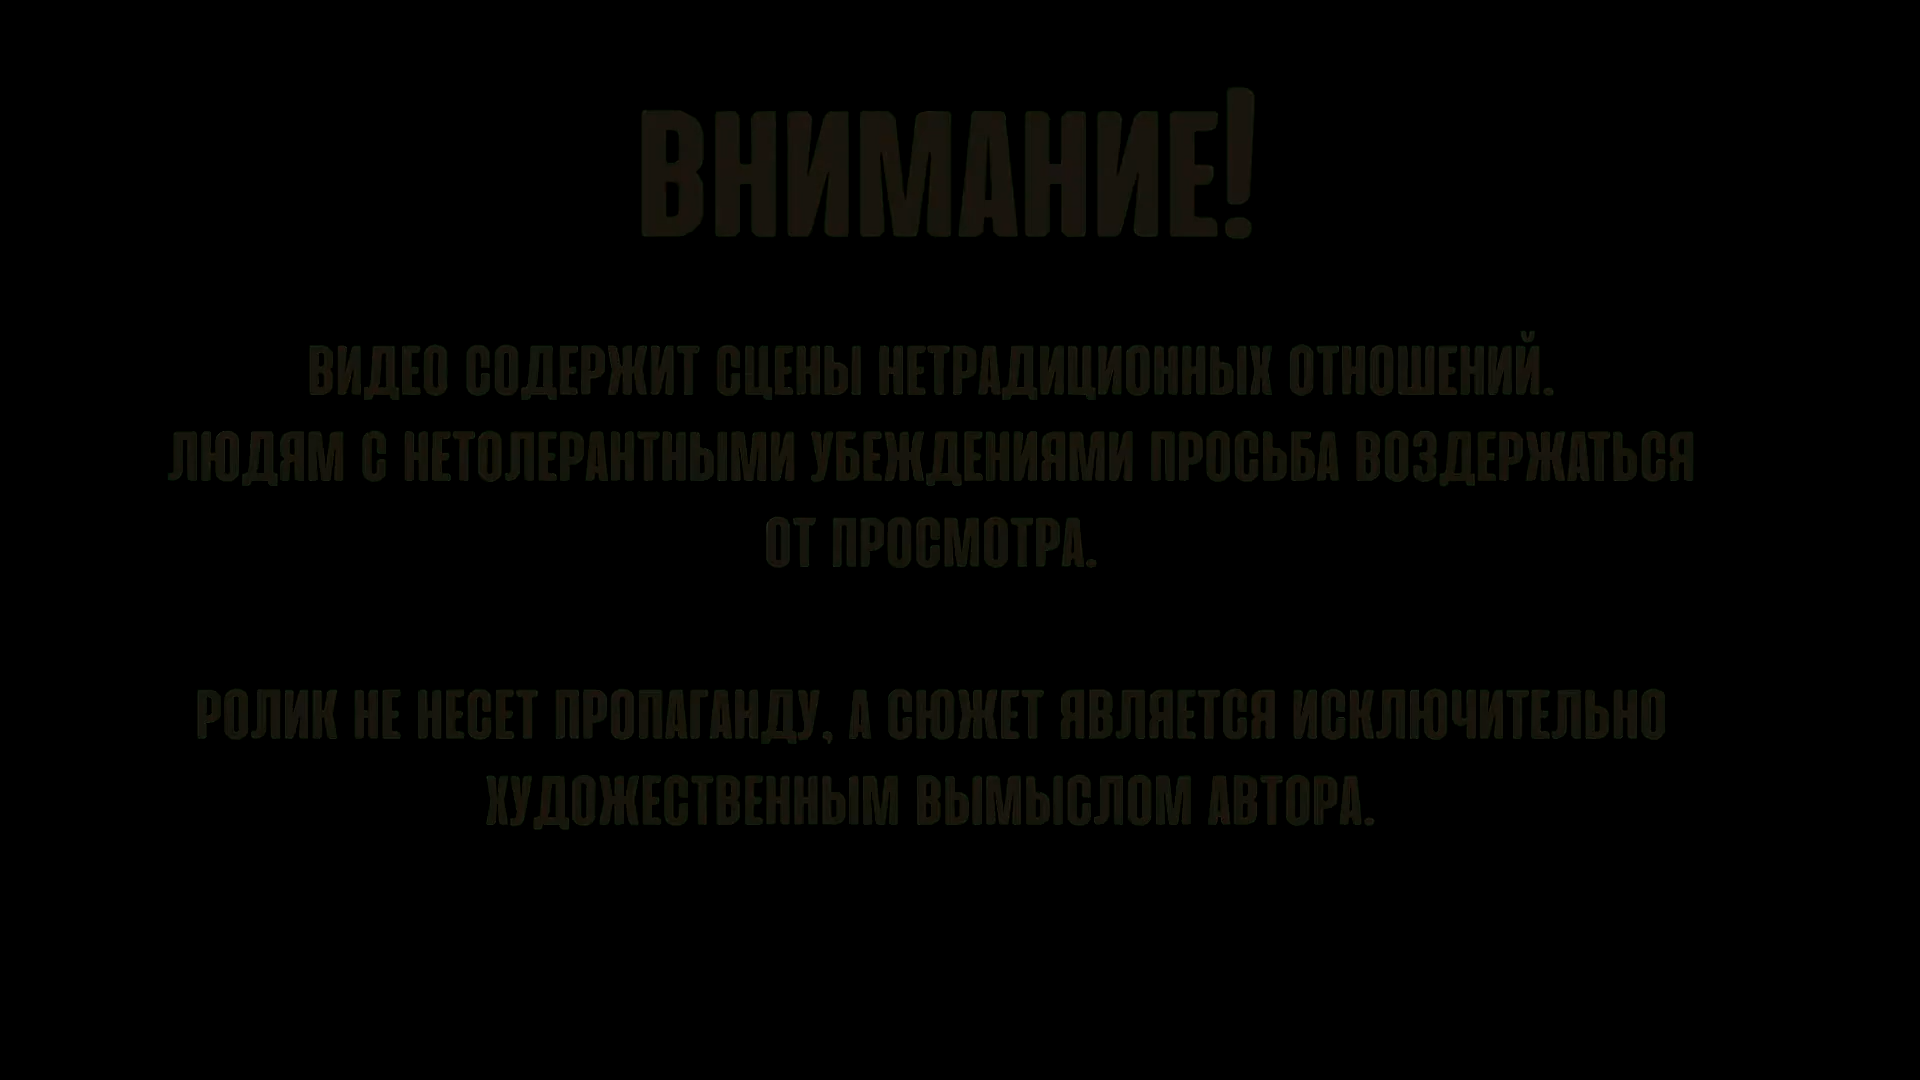 ВНИМАНИЕ!
ВИДЕО СОДЕРЖИТ СЦЕНЫ НЕТРАДИЦИОННЫХ ОТНОШЕНИЙ.
ЛЮДЯМ С НЕТОЛЕРАНТНЫМИ УБЕЖДЕНИЯМИ ПРОСЬБА ВОЗДЕРЖАТЬСЯ
ОТ ПРОСМОТРА.
РОЛИК НЕ НЕСЕТ ПРОПАГАНДУ, А СЮЖЕТ ЯВЛЯЕТСЯ ИСКЛЮЧИТЕЛЬНО
ХУДОЖЕСТВЕННЫМ ВЫМЫСЛОМ АВТОРА.